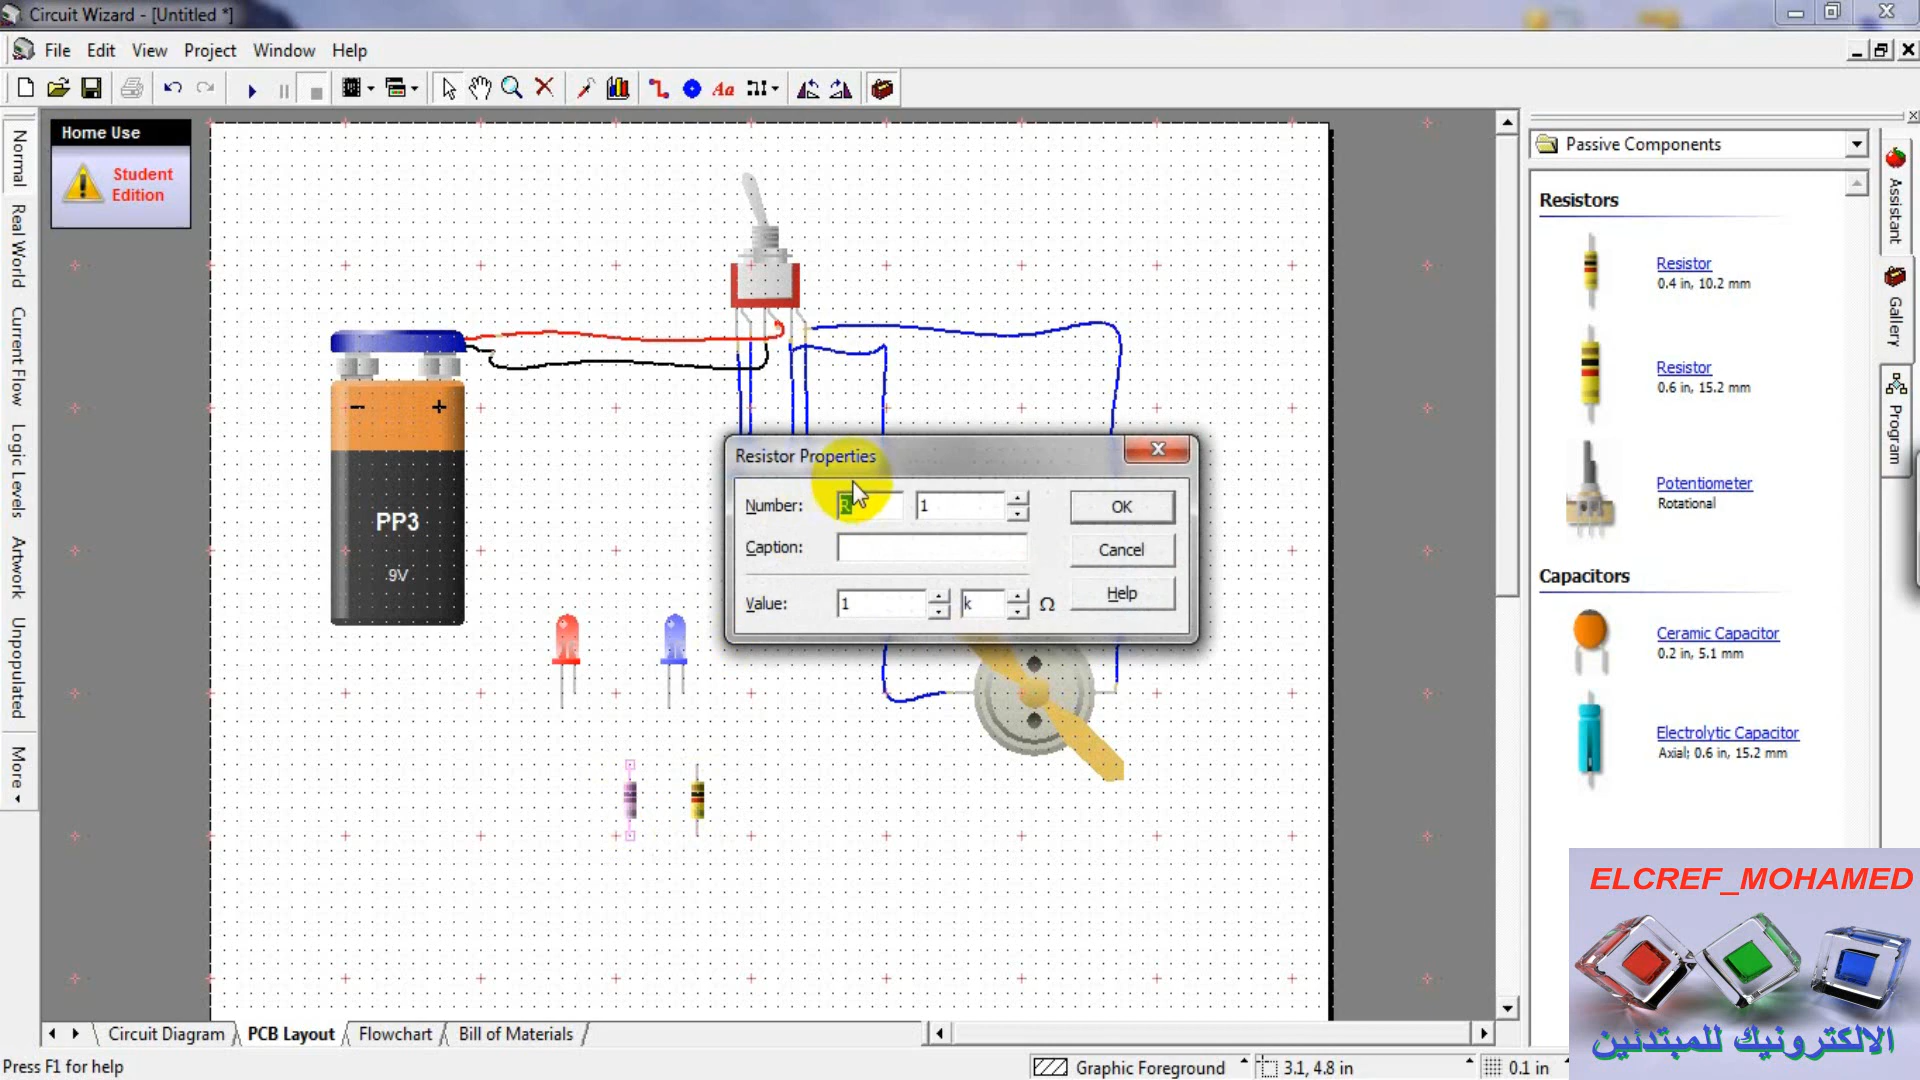 Circuit Wizard - [Untitled *]
File Edit View Project Window Help
Aa
Home Use
Student
Edition
Normal
Real World
Current Flow
Logic Levels
Artwork
Unpopulated
More
PP3
9V
Resistor Properties
Number: R 1
Caption:
Value: 1 k Ω
OK
Cancel
Help
Passive Components
Resistors
Resistor
0.4 in, 10.2 mm
Resistor
0.6 in, 15.2 mm
Potentiometer
Rotational
Capacitors
Ceramic Capacitor
0.2 in, 5.1 mm
Electrolytic Capacitor
Axial; 0.6 in, 15.2 mm
Assistant
Gallery
Program
ELCREF_MOHAMED
الالكترونيك للمبتدئين
Circuit Diagram PCB Layout Flowchart Bill of Materials
Press F1 for help
Graphic Foreground 3.1, 4.8 in 0.1 in